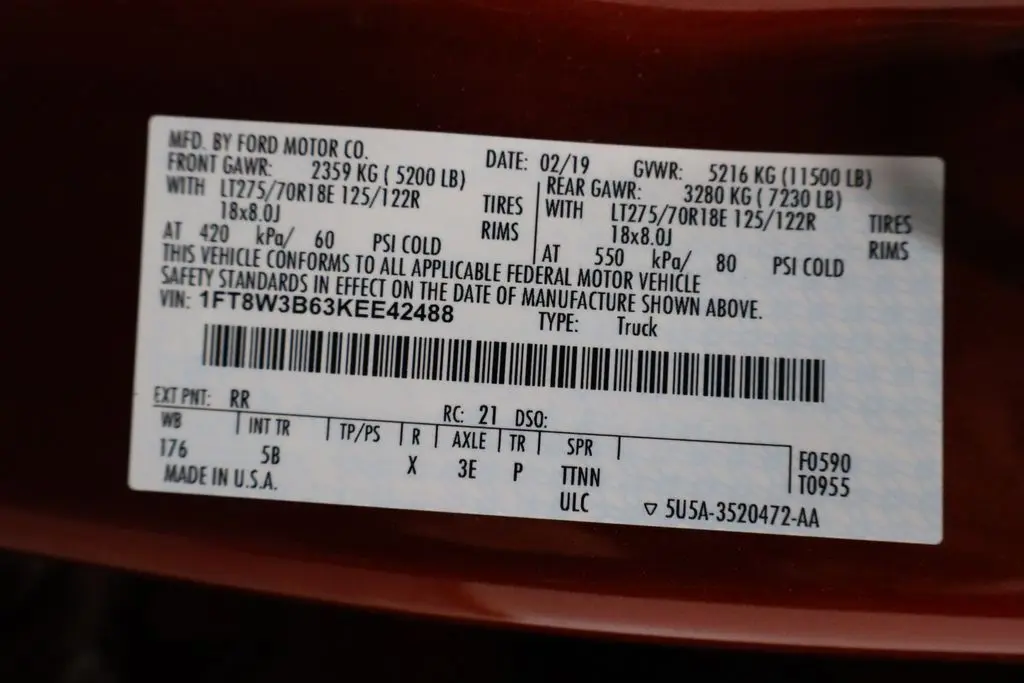 MFD. BY FORD MOTOR CO. DATE: 02/19 GVWR: 5216 KG (11500 LB)
FRONT GAWR: 2359 KG ( 5200 LB) REAR GAWR: 3280 KG ( 7230 LB)
WITH LT275/70R18E 125/122R TIRES WITH LT275/70R18E 125/122R TIRES
18x8.0J RIMS 18x8.0J RIMS
AT 420 kPa/ 60 PSI COLD AT 550 kPa/ 80 PSI COLD
THIS VEHICLE CONFORMS TO ALL APPLICABLE FEDERAL MOTOR VEHICLE
SAFETY STANDARDS IN EFFECT ON THE DATE OF MANUFACTURE SHOWN ABOVE.
VIN: 1FT8W3B63KEE42488 TYPE: Truck
EXT PNT: RR RC: 21 DSO:
WB INT TR TP/PS R AXLE TR SPR
176 5B X 3E P TTNN F0590
ULC T0955
MADE IN U.S.A. ▽ 5U5A-3520472-AA